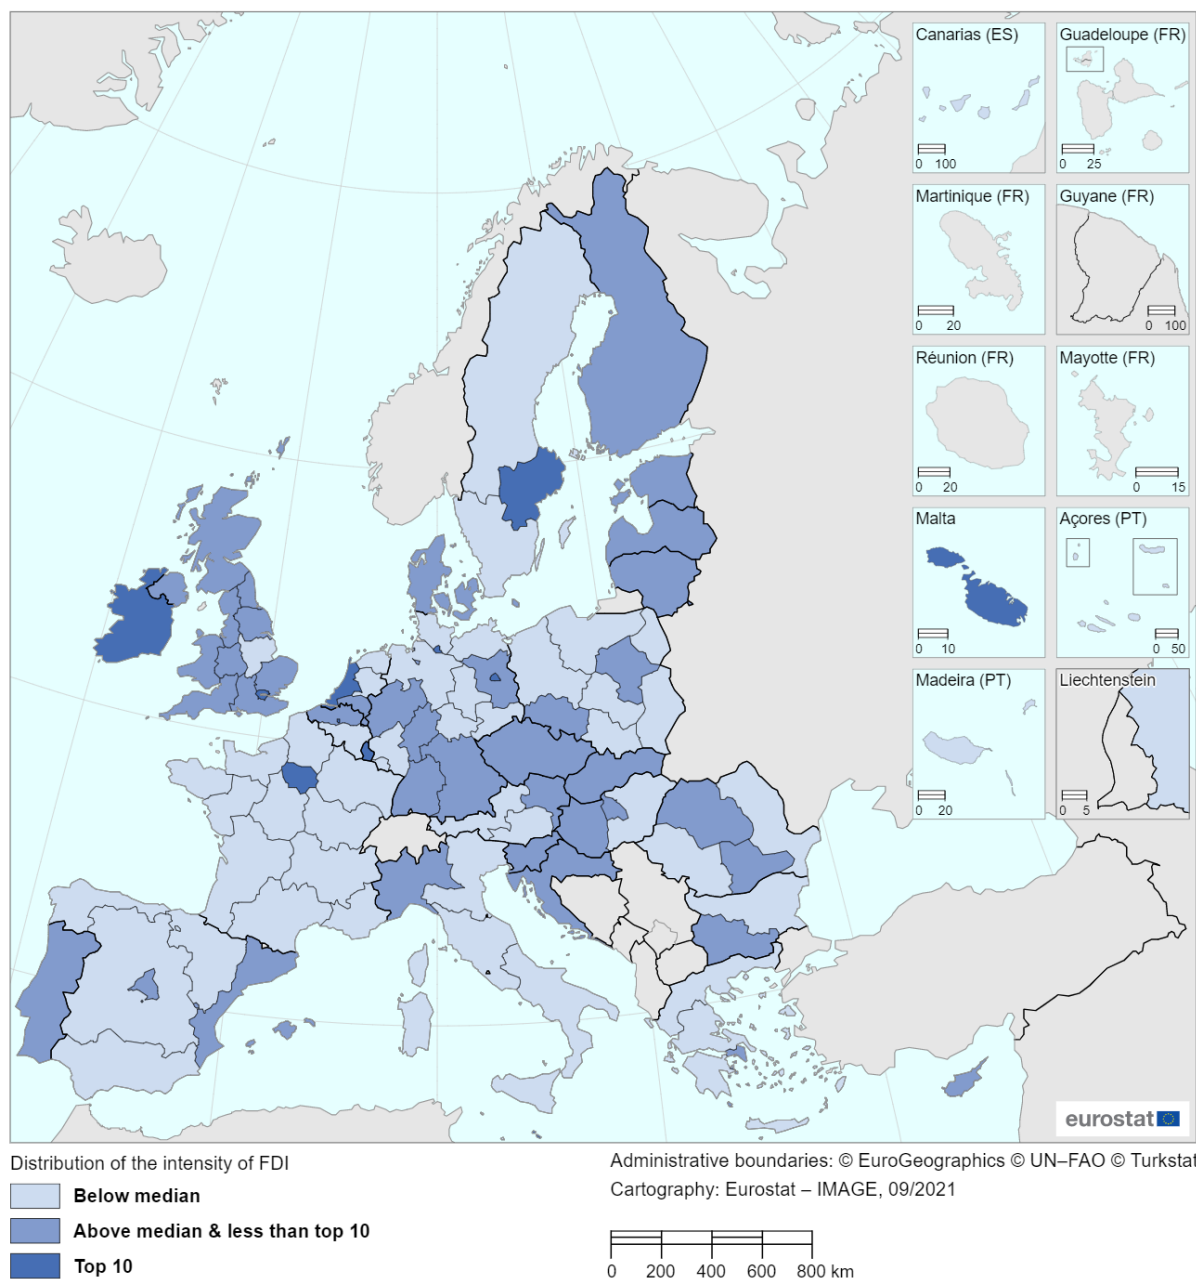 Canarias (ES)
0 100
Guadeloupe (FR)
0 25
Martinique (FR)
0 20
Guyane (FR)
0 100
Réunion (FR)
0 20
Mayotte (FR)
0 15
Malta
0 10
Açores (PT)
0 50
Madeira (PT)
0 20
Liechtenstein
0 5
eurostat
Distribution of the intensity of FDI
Below median
Above median & less than top 10
Top 10
Administrative boundaries: © EuroGeographics © UN–FAO © Turkstat
Cartography: Eurostat – IMAGE, 09/2021
0 200 400 600 800 km